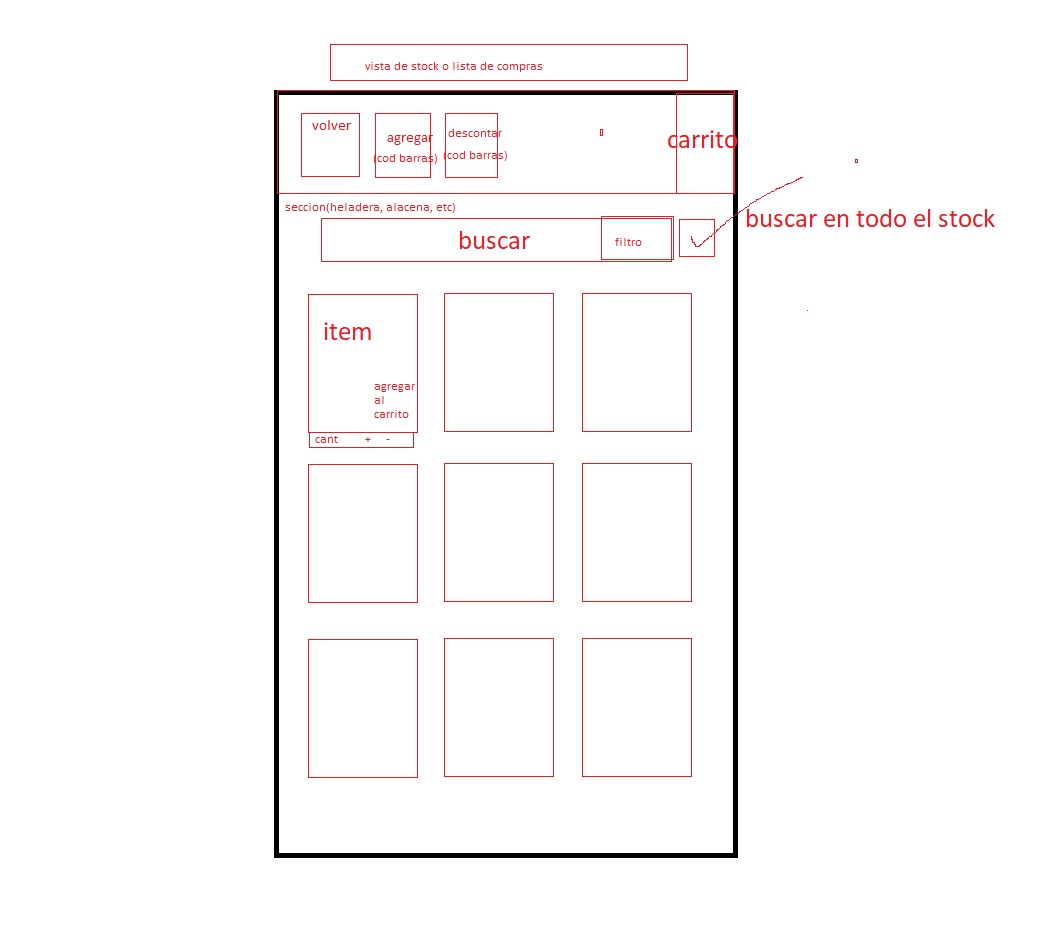 vista de stock o lista de compras
volver
agregar
(cod barras)
descontar
(cod barras)
carrito
seccion(heladera, alacena, etc)
buscar
filtro
buscar en todo el stock
item
agregar
al
carrito
cant + -